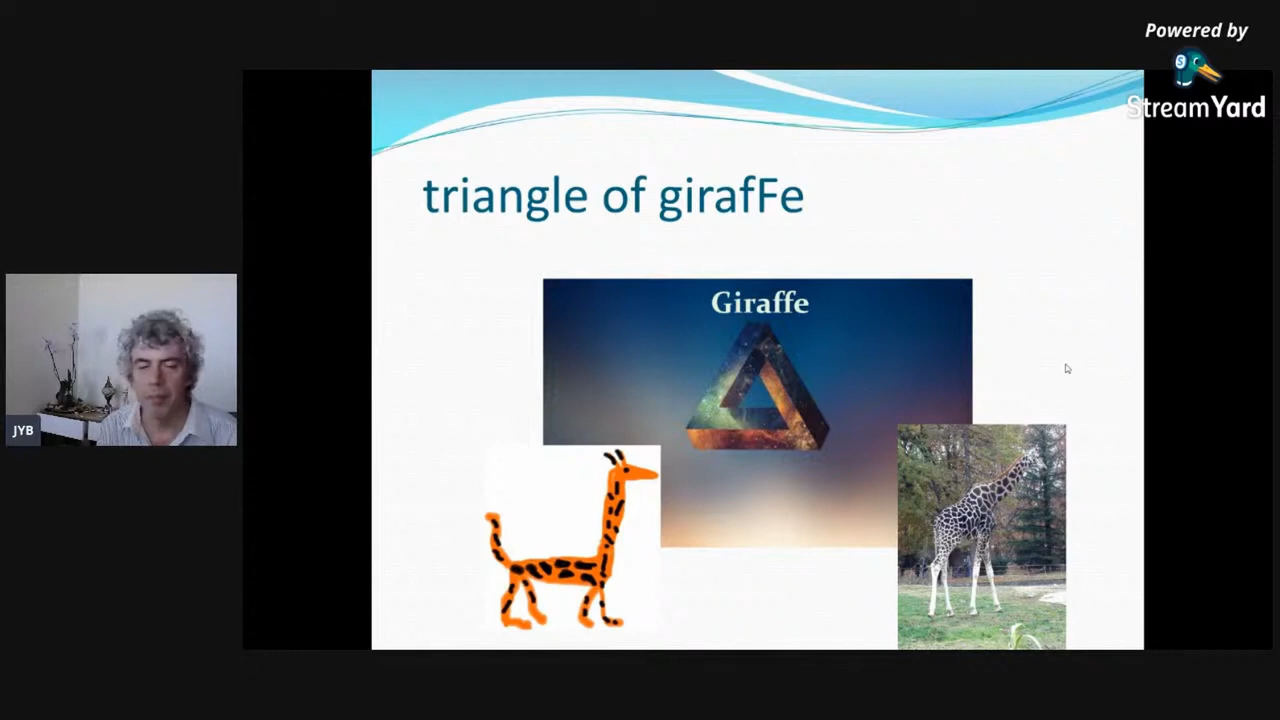 Powered by
StreamYard
triangle of girafFe
Giraffe
JYB